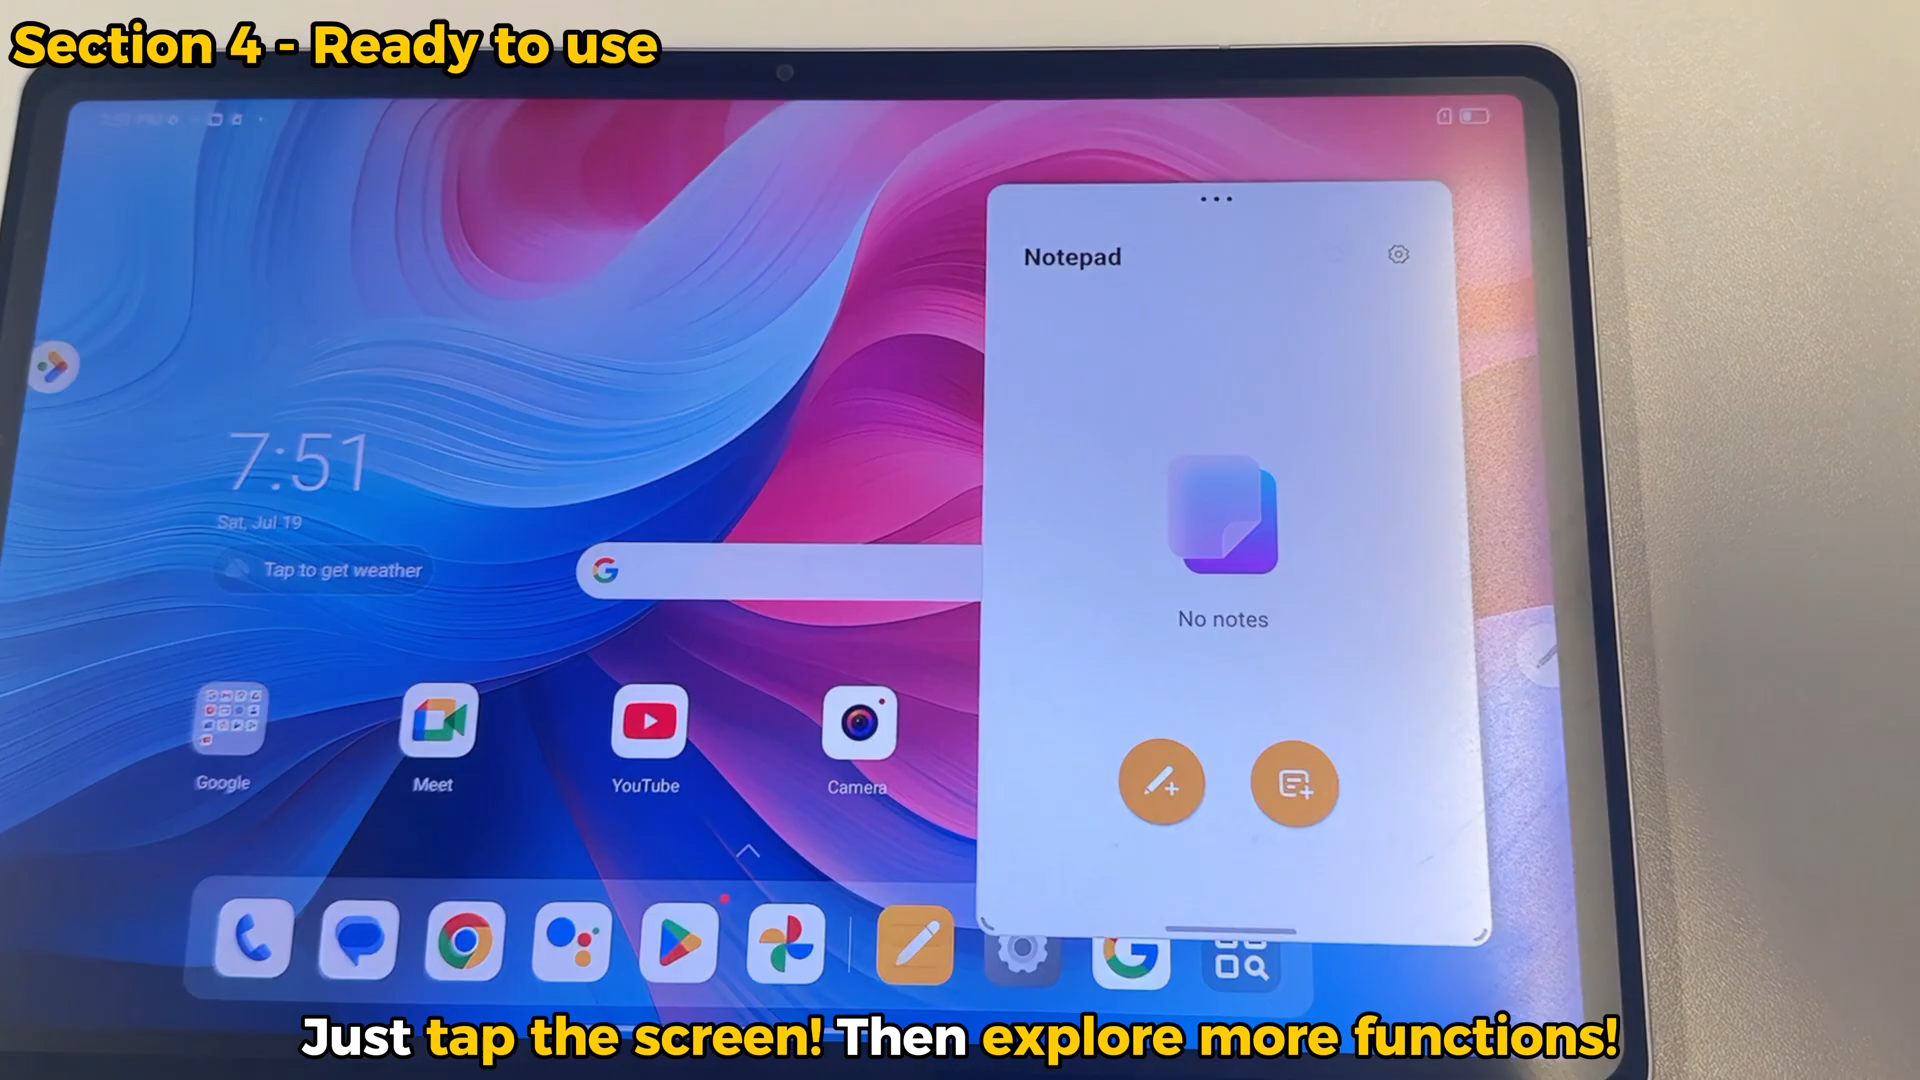 Section 4 - Ready to use
Notepad
7:51
Sat, Jul 19
Tap to get weather
No notes
Google
Meet
YouTube
Camera
Just tap the screen! Then explore more functions!